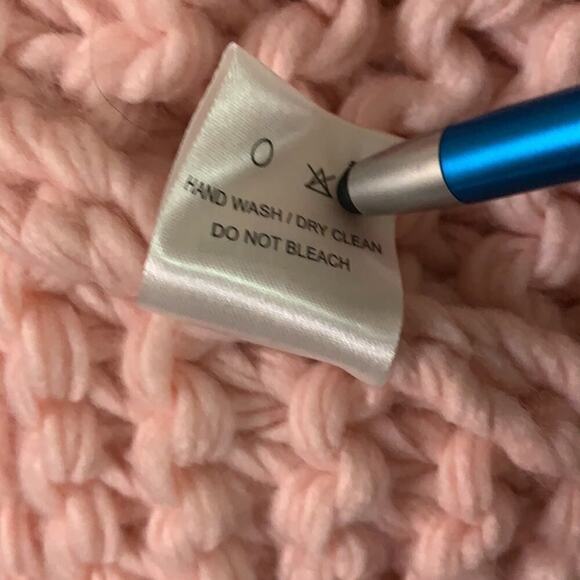 HAND WASH / DRY CLEAN
DO NOT BLEACH